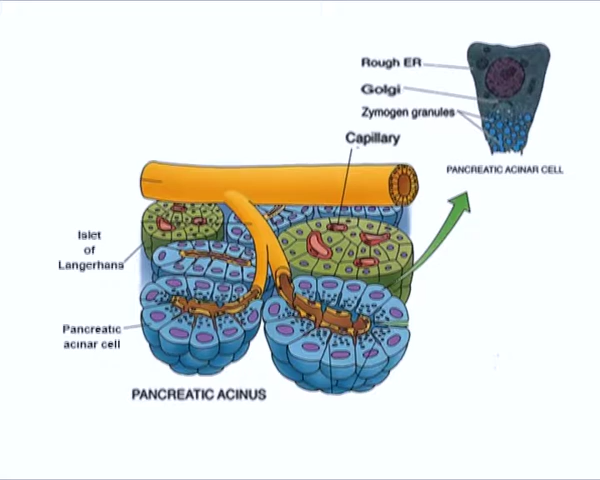 Rough ER
Golgi
Zymogen granules
Capillary
PANCREATIC ACINAR CELL
Islet
of
Langerhans
Pancreatic
acinar cell
PANCREATIC ACINUS